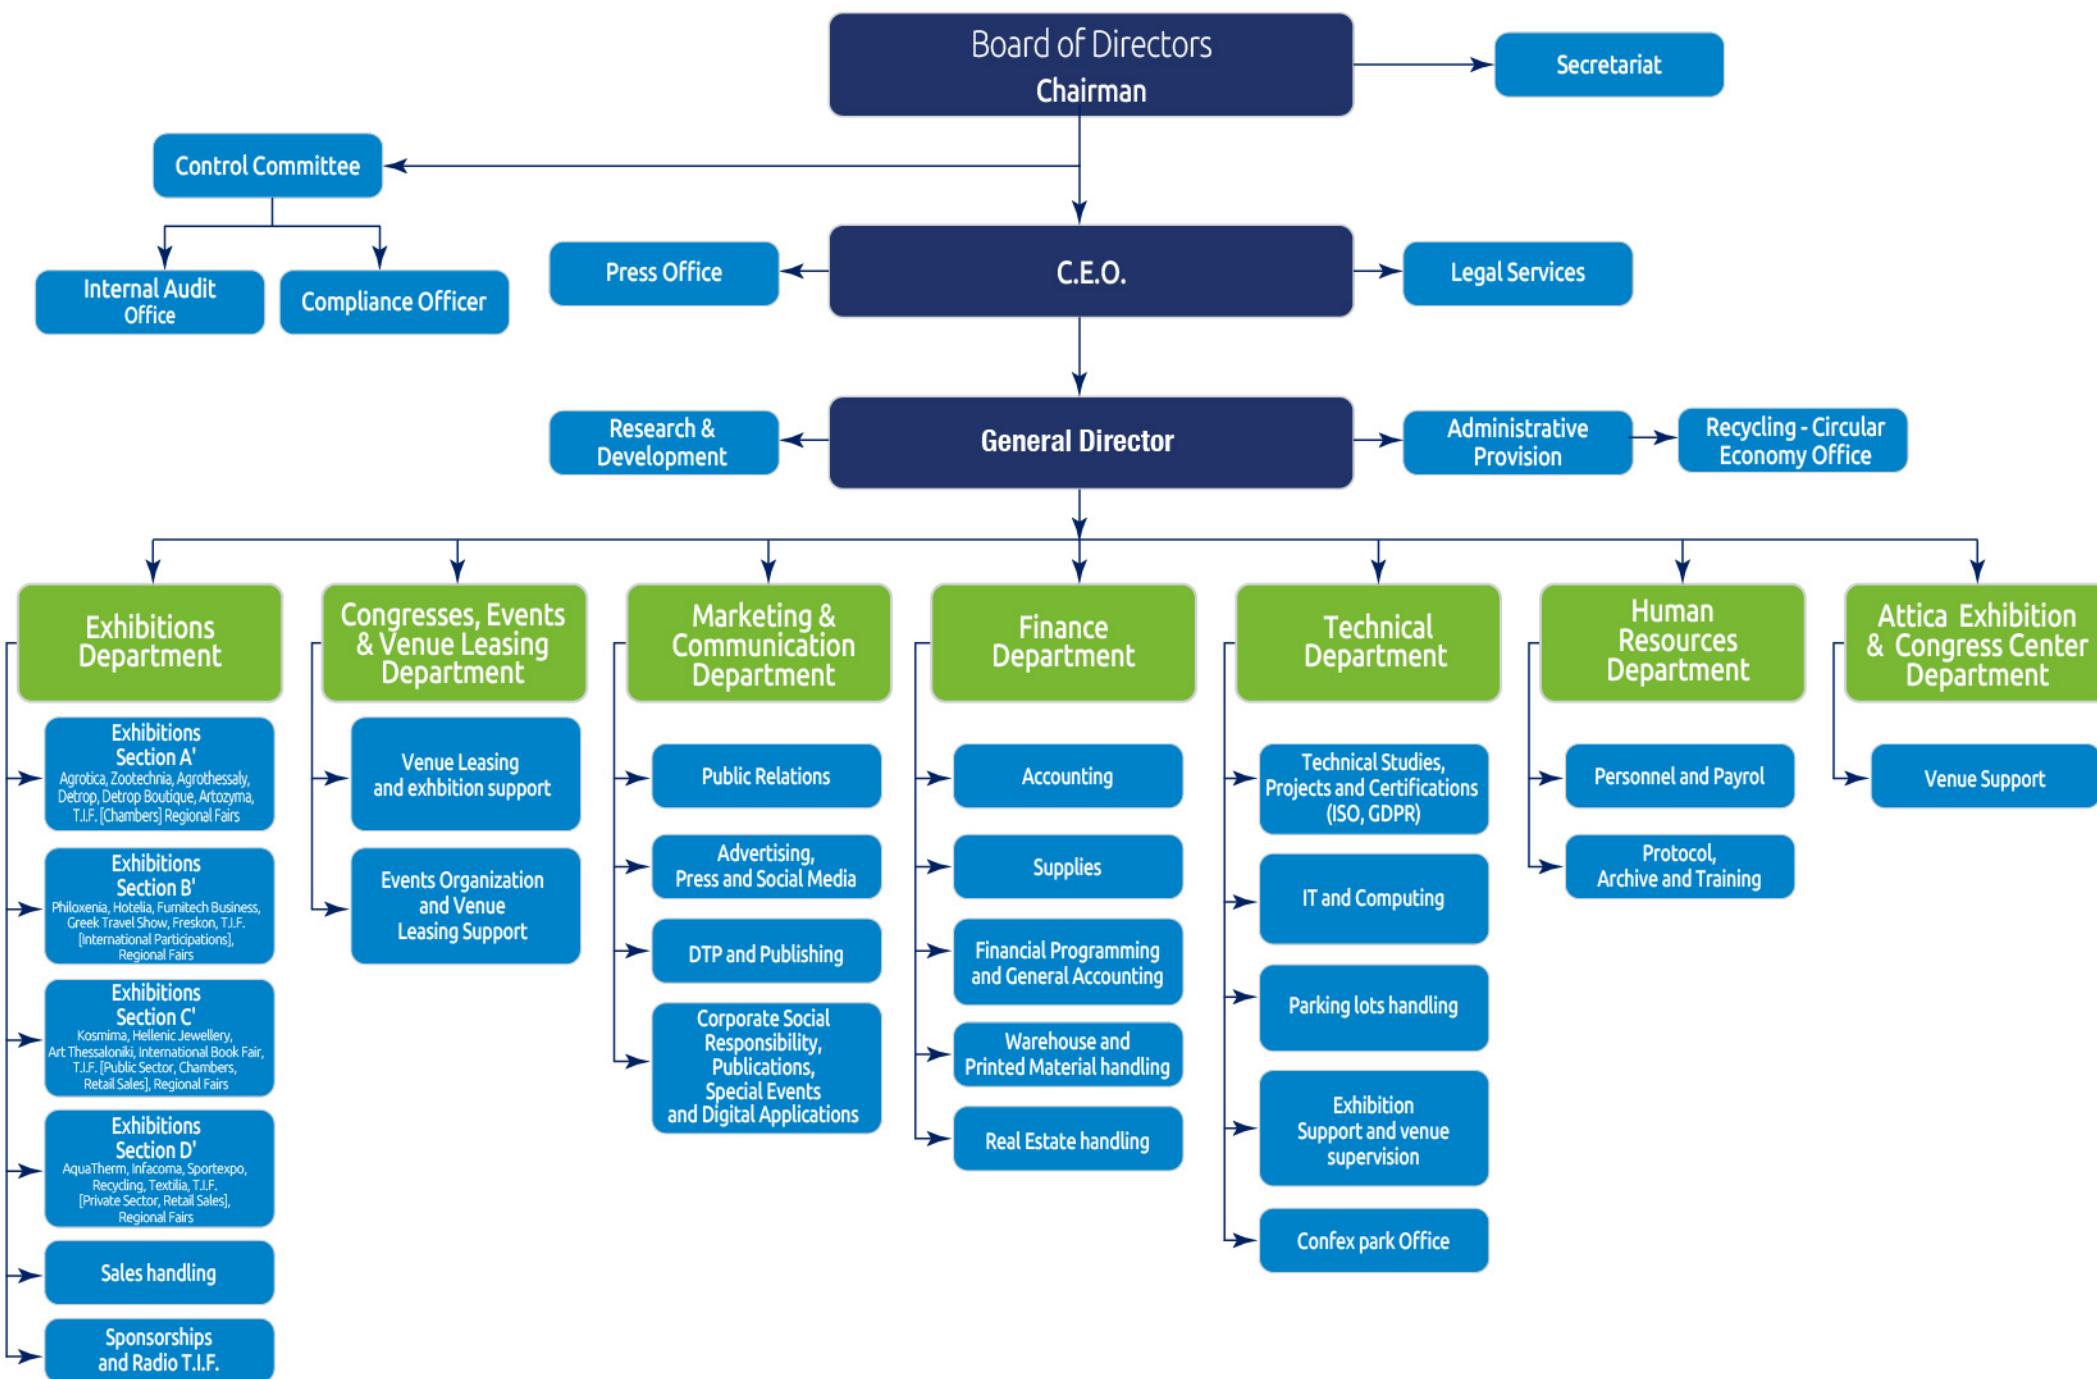 Board of Directors
Chairman
Secretariat
Control Committee
Internal Audit
Office
Compliance Officer
Press Office
C.E.O.
Legal Services
Research &
Development
General Director
Administrative
Provision
Recycling - Circular
Economy Office
Exhibitions
Department
Exhibitions
Section A'
Agrotica, Zootechnia, Agrothessaly,
Detrop, Detrop Boutique, Artozyma,
T.I.F. [Chambers] Regional Fairs
Exhibitions
Section B'
Philoxenia, Hotelia, Furnitech Business,
Greek Travel Show, Freskon, T.I.F.
[International Participations],
Regional Fairs
Exhibitions
Section C'
Kosmima, Hellenic Jewellery,
Art Thessaloniki, International Book Fair,
T.I.F. [Public Sector, Chambers,
Retail Sales], Regional Fairs
Exhibitions
Section D'
AquaTherm, Infacoma, Sportexpo,
Recycling, Textilia, T.I.F.
[Private Sector, Retail Sales],
Regional Fairs
Sales handling
Sponsorships
and Radio T.I.F.
Congresses, Events
& Venue Leasing
Department
Venue Leasing
and exhbition support
Events Organization
and Venue
Leasing Support
Marketing &
Communication
Department
Public Relations
Advertising,
Press and Social Media
DTP and Publishing
Corporate Social
Responsibility,
Publications,
Special Events
and Digital Applications
Finance
Department
Accounting
Supplies
Financial Programming
and General Accounting
Warehouse and
Printed Material handling
Real Estate handling
Technical
Department
Technical Studies,
Projects and Certifications
(ISO, GDPR)
IT and Computing
Parking lots handling
Exhibition
Support and venue
supervision
Confex park Office
Human
Resources
Department
Personnel and Payrol
Protocol,
Archive and Training
Attica Exhibition
& Congress Center
Department
Venue Support